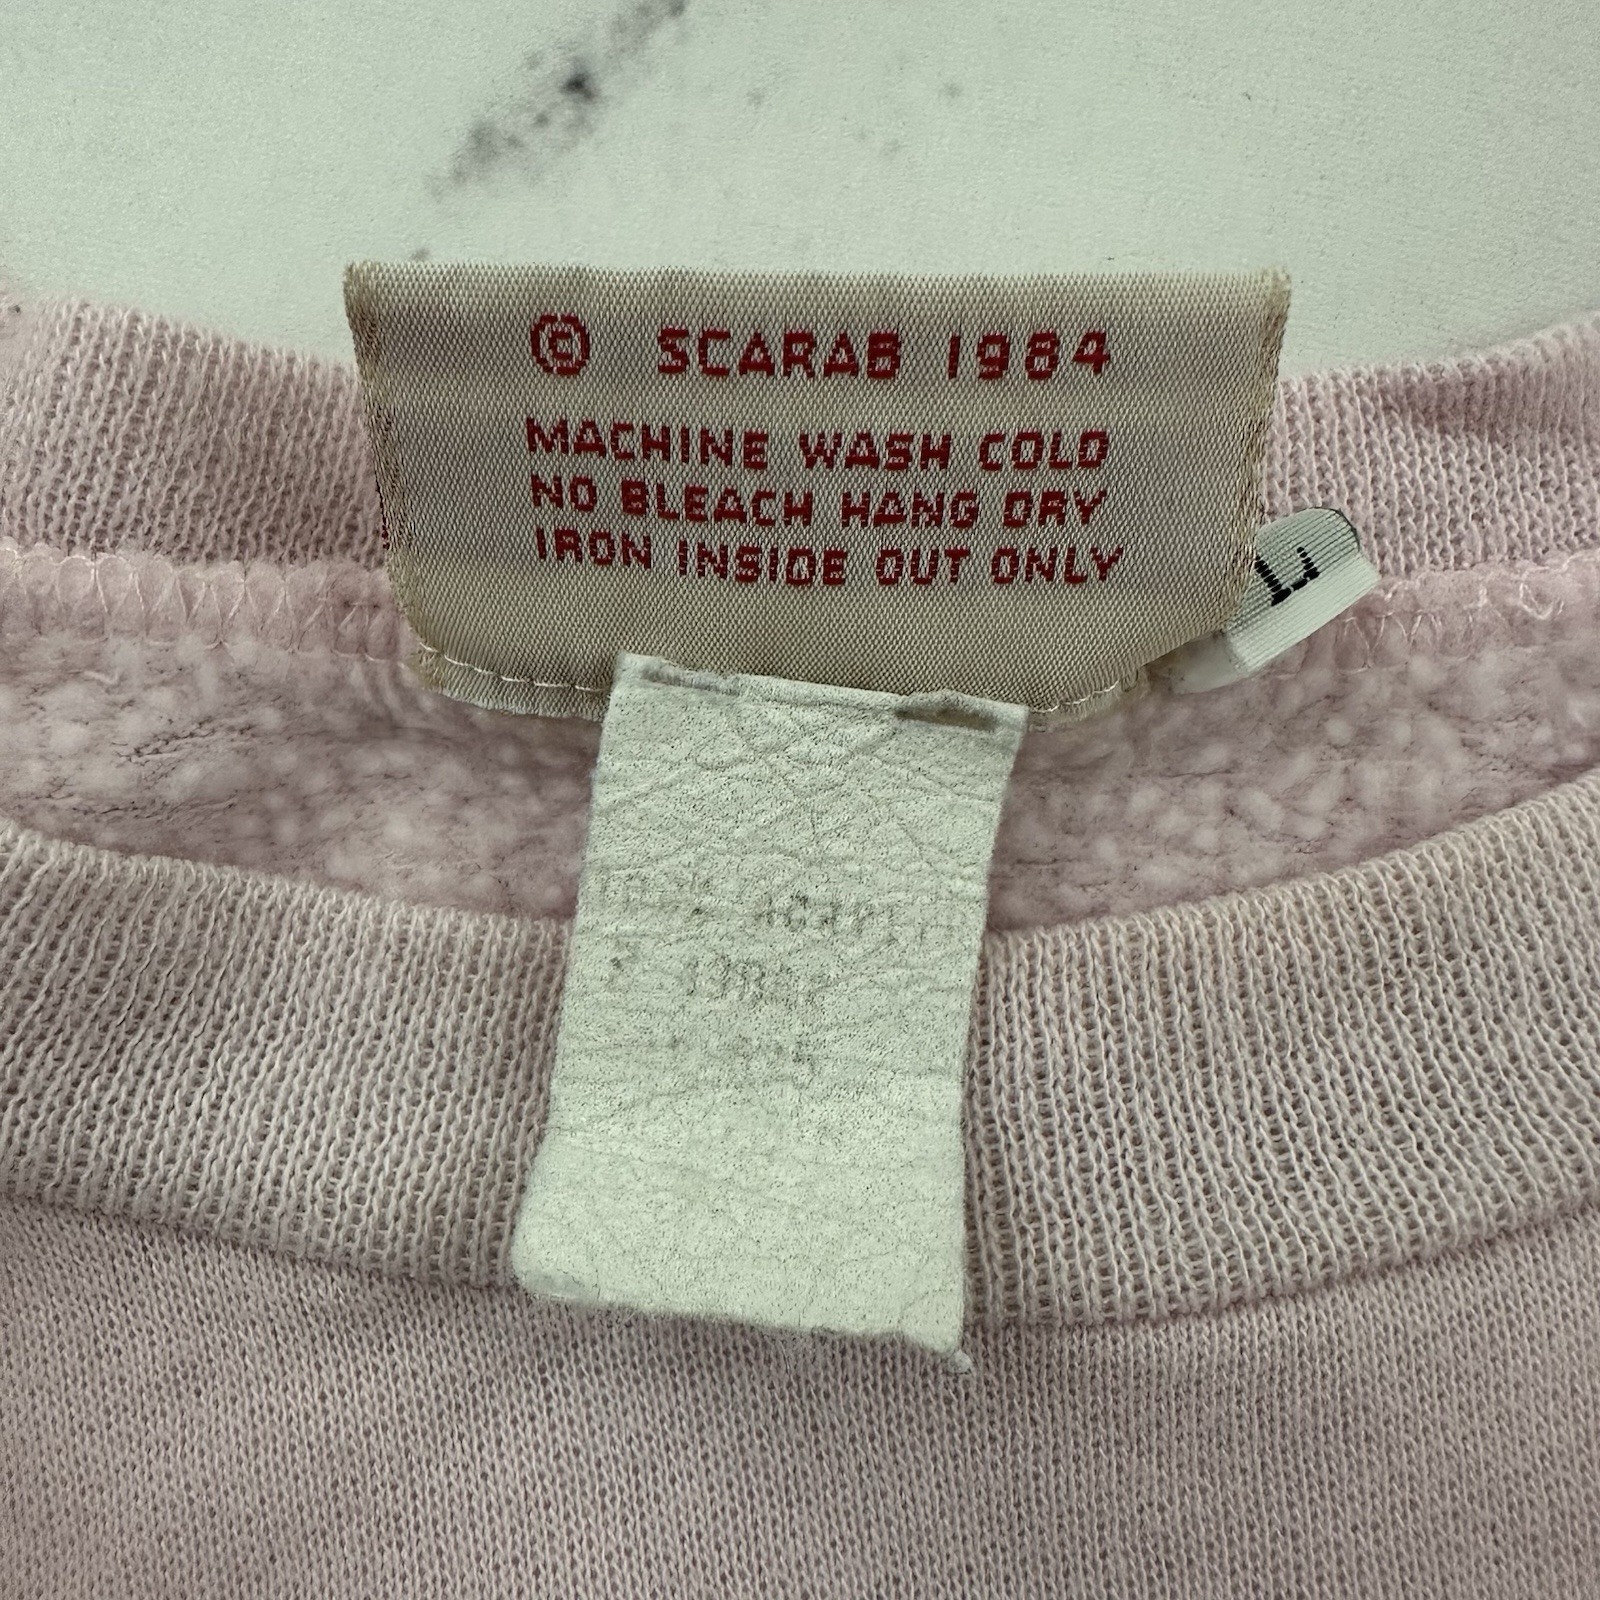 © SCARAB 1984
MACHINE WASH COLD
NO BLEACH HANG DRY
IRON INSIDE OUT ONLY
L